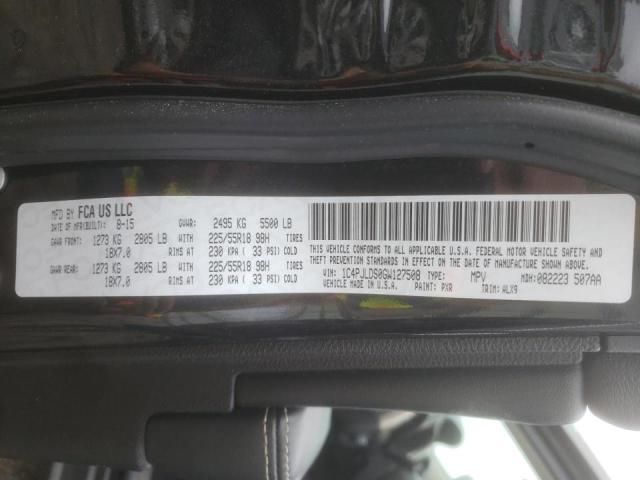 MFD BY FCA US LLC
DATE OF MFR(BUILT): 8-15 GVWR: 2495 KG 5500 LB
GAWR FRONT: 1273 KG 2805 LB WITH 225/55R18 98H TIRES
18X7.0 RIMS AT 230 KPA ( 33 PSI) COLD
GAWR REAR: 1273 KG 2805 LB WITH 225/55R18 98H TIRES
18X7.0 RIMS AT 230 KPA ( 33 PSI) COLD
THIS VEHICLE CONFORMS TO ALL APPLICABLE U.S.A. FEDERAL MOTOR VEHICLE SAFETY AND
THEFT PREVENTION STANDARDS IN EFFECT ON THE DATE OF MANUFACTURE SHOWN ABOVE.
VIN: 1C4PJLDS0GW127508 TYPE: MPV MDH: 082223 507AA
VEHICLE MADE IN U.S.A. PAINT: PXR TRIM: ALX9